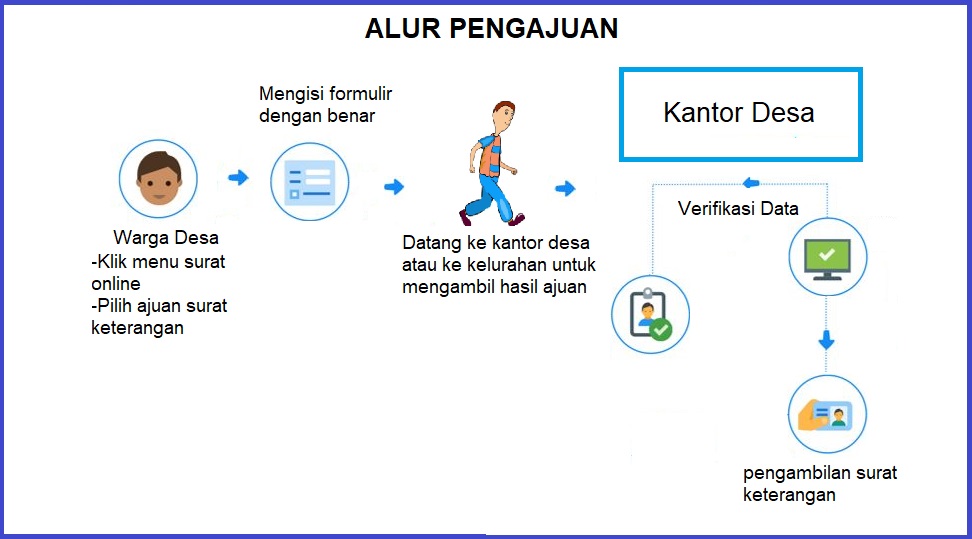 ALUR PENGAJUAN
Mengisi formulir
dengan benar
Kantor Desa
Warga Desa
-Klik menu surat
online
-Pilih ajuan surat
keterangan
Datang ke kantor desa
atau ke kelurahan untuk
mengambil hasil ajuan
Verifikasi Data
pengambilan surat
keterangan